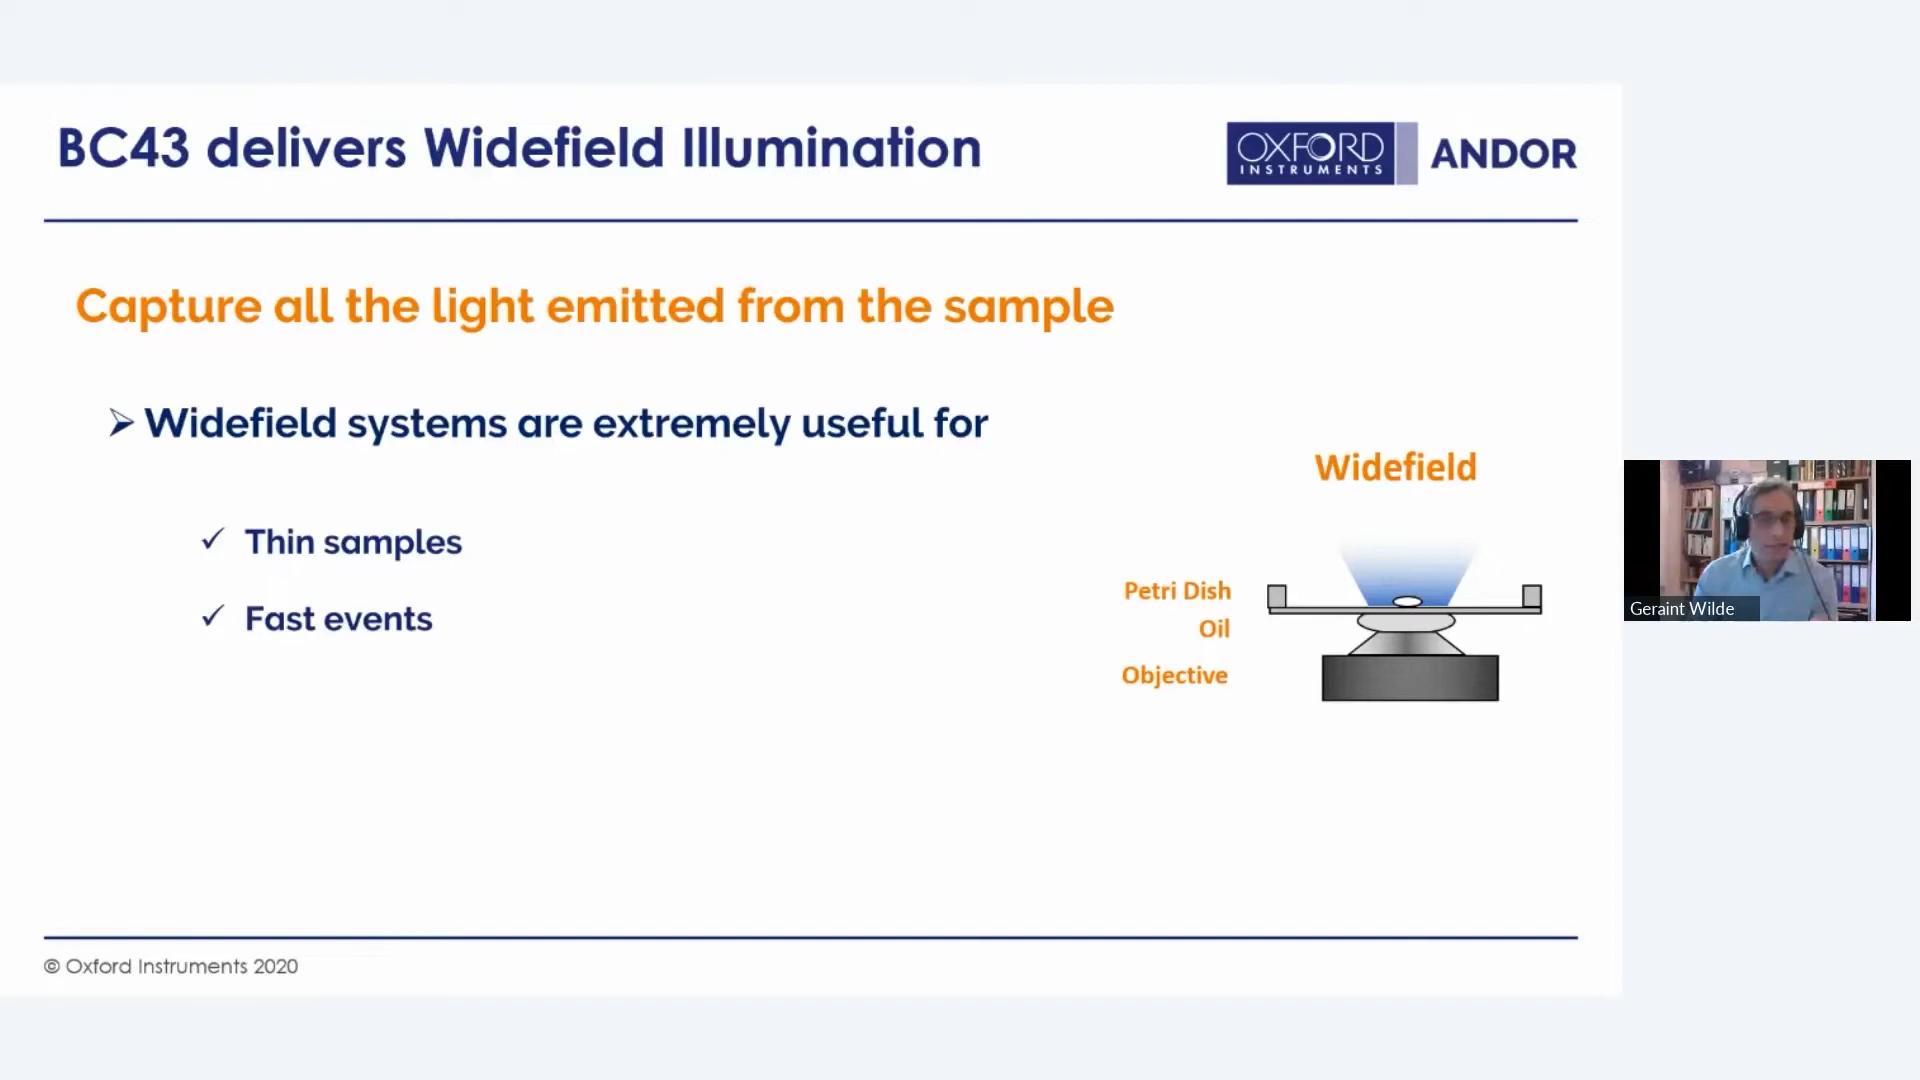 BC43 delivers Widefield Illumination
OXFORD
INSTRUMENTS
ANDOR
Capture all the light emitted from the sample
➢ Widefield systems are extremely useful for
✓ Thin samples
✓ Fast events
Widefield
Petri Dish
Oil
Objective
Geraint Wilde
© Oxford Instruments 2020